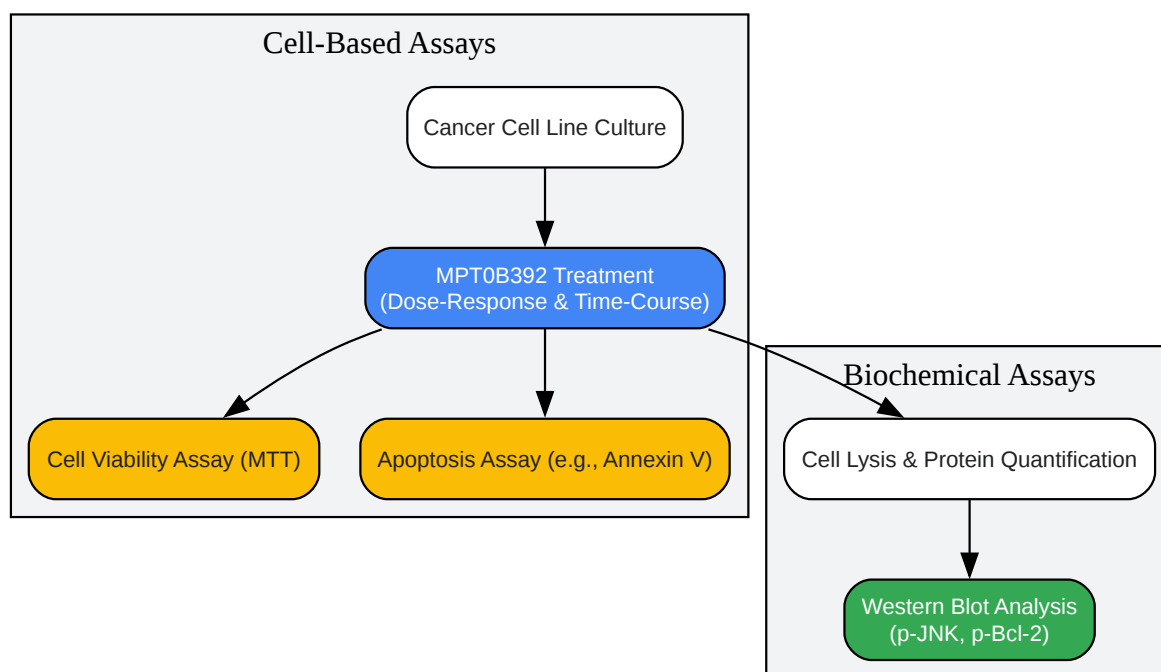 Cell-Based Assays
Cancer Cell Line Culture
MPT0B392 Treatment
(Dose-Response & Time-Course)
Biochemical Assays
Cell Viability Assay (MTT)
Apoptosis Assay (e.g., Annexin V)
Cell Lysis & Protein Quantification
Western Blot Analysis
(p-JNK, p-Bcl-2)